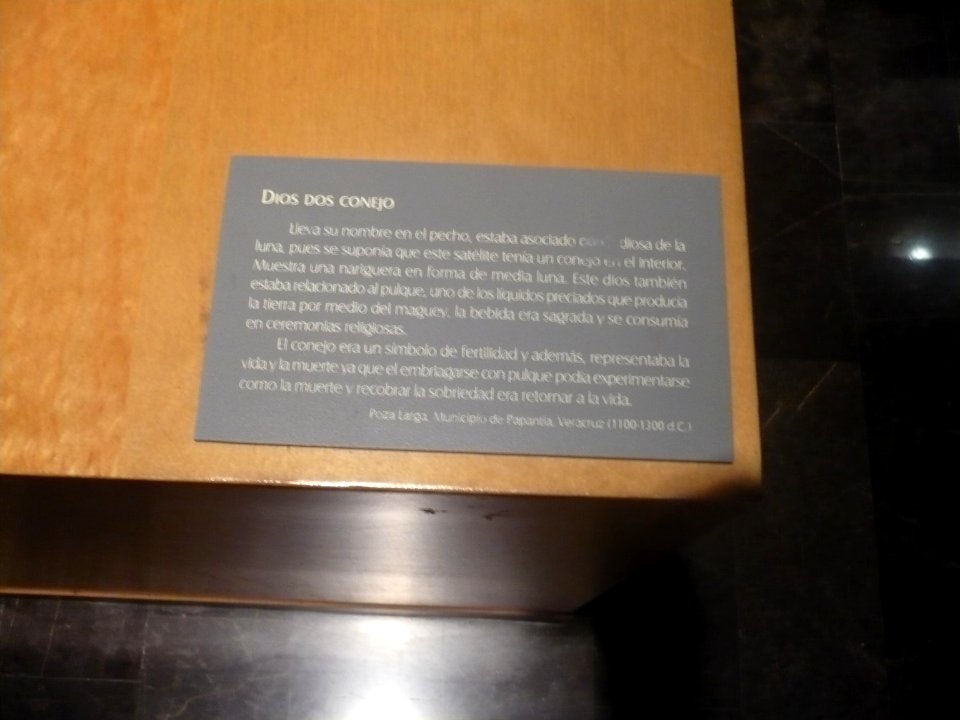 DIOS DOS CONEJO
Lleva su nombre en el pecho, estaba asociado diosa de la
luna, pues se suponía que este satélite tenía un conejo en el interior.
Muestra una nariguera en forma de media luna. Este dios también
estaba relacionado al pulque, uno de los líquidos preciados que producía
la tierra por medio del maguey, la bebida era sagrada y se consumía
en ceremonias religiosas.
El conejo era un símbolo de fertilidad y además, representaba la
vida y la muerte ya que el embriagarse con pulque podía experimentarse
como la muerte y recobrar la sobriedad era retornar a la vida.
Poza Larga, Municipio de Papantla, Veracruz (1100-1300 d.C.)